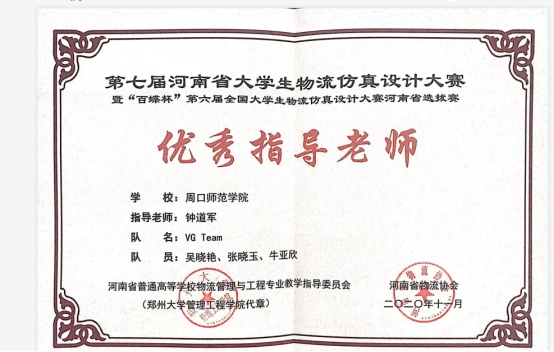 第七届河南省大学生物流仿真设计大赛
暨“百蝶杯”第六届全国大学生物流仿真设计大赛河南省选拔赛
优秀指导老师
学 校：周口师范学院
指导老师：钟道军
队 名：VG Team
队 员：吴晓艳、张晓玉、牛亚欣
河南省普通高等学校物流管理与工程专业教学指导委员会 河南省物流协会
（郑州大学管理工程学院代章） 二〇二〇年十一月